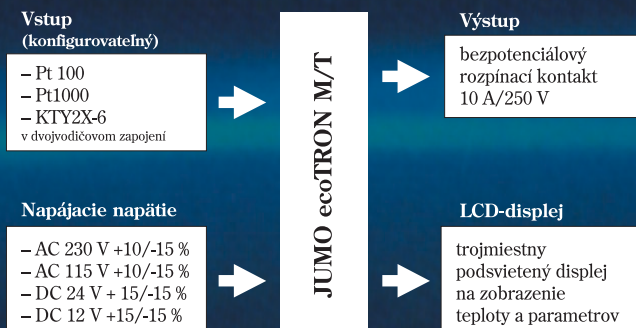 Vstup
(konfigurovateľný)
– Pt 100
– Pt1000
– KTY2X-6
v dvojvodičovom zapojení
Napájacie napätie
– AC 230 V +10/-15 %
– AC 115 V +10/-15 %
– DC 24 V + 15/-15 %
– DC 12 V +15/-15 %
JUMO ecoTRON M/T
Výstup
bezpotenciálový
rozpínací kontakt
10 A/250 V
LCD-displej
trojmiestny
podsvietený displej
na zobrazenie
teploty a parametrov